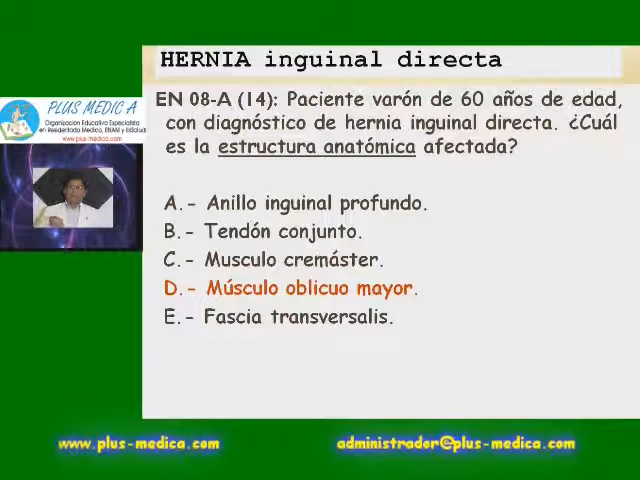 HERNIA inguinal directa
PLUS MEDIC A
Organización Educativa Especialista
en Residentado Medico, ENAM y EsSalud
www.plus-medica.com
EN 08-A (14): Paciente varón de 60 años de edad,
con diagnóstico de hernia inguinal directa. ¿Cuál
es la estructura anatómica afectada?
A.- Anillo inguinal profundo.
B.- Tendón conjunto.
C.- Musculo cremáster.
D.- Músculo oblicuo mayor.
E.- Fascia transversalis.
www.plus-medica.com
administrador@plus-medica.com